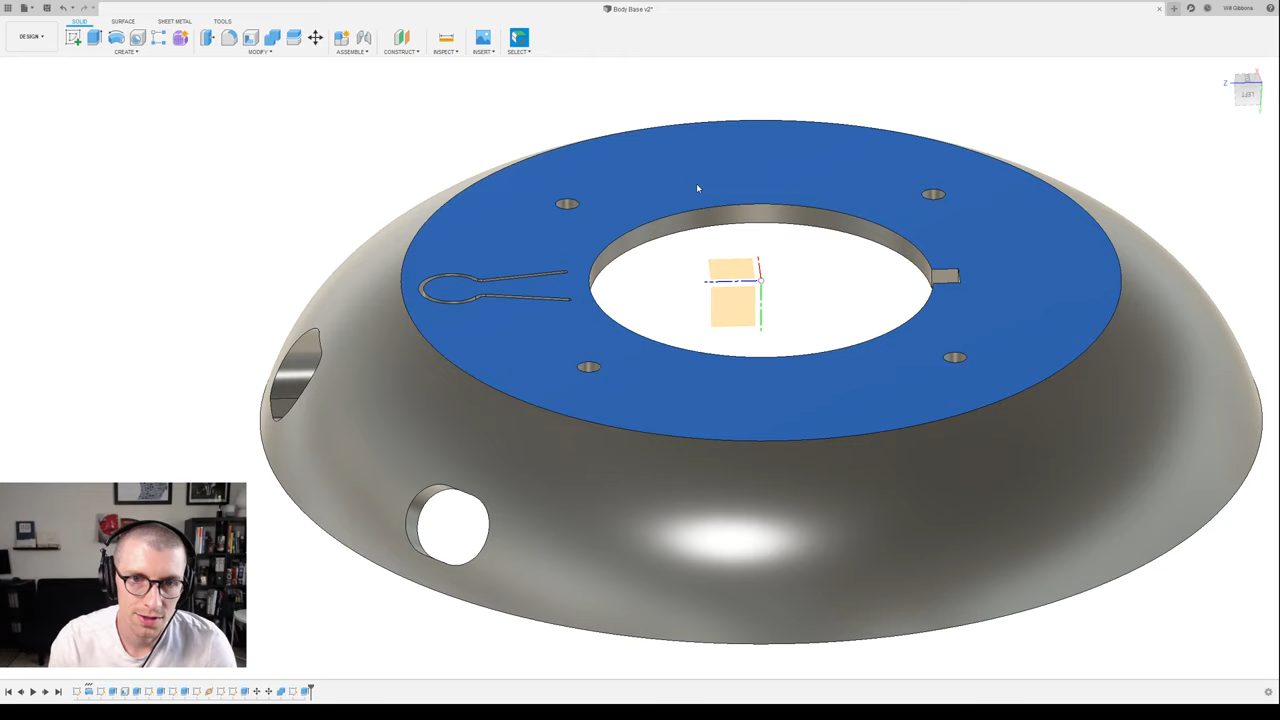 Body Base v2*
Will Gibbons
SOLID SURFACE SHEET METAL TOOLS
DESIGN
CREATE MODIFY ASSEMBLE CONSTRUCT INSPECT INSERT SELECT
Z
LEFT